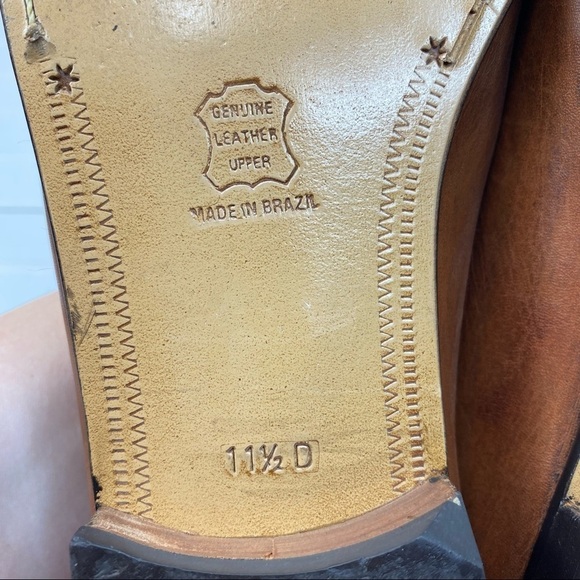 GENUINE
LEATHER
UPPER
MADE IN BRAZIL
11½ D